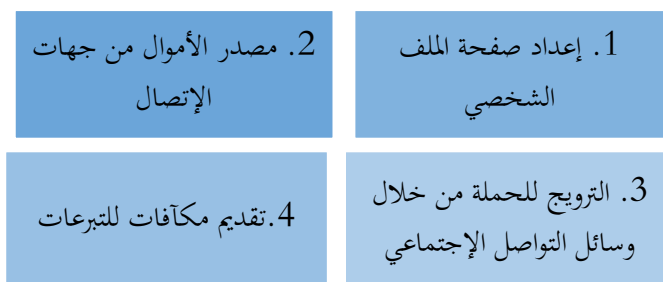 1. إعداد صفحة الملف
الشخصي
2. مصدر الأموال من جهات
الإتصال
3. الترويج للحملة من خلال
وسائل التواصل الإجتماعي
4.تقديم مكآفات للتبرعات